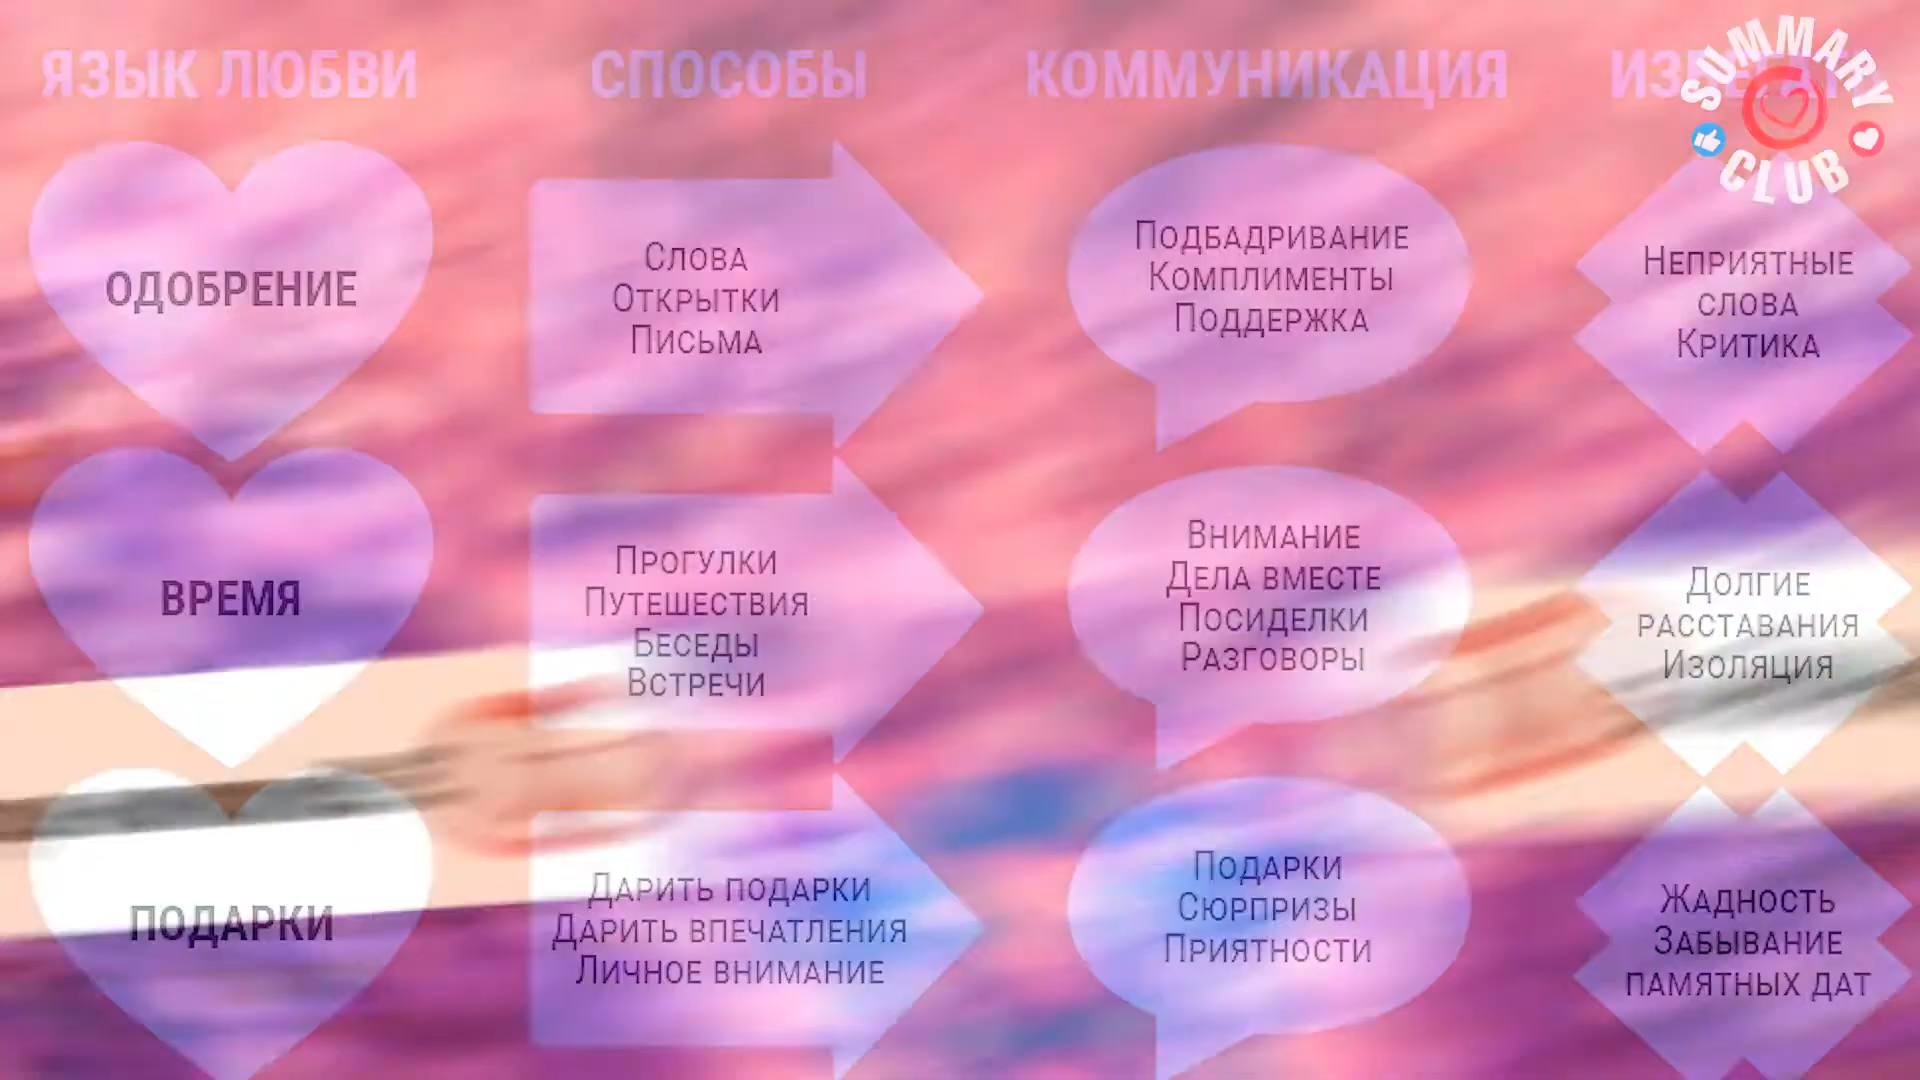 ЯЗЫК ЛЮБВИ
СПОСОБЫ
КОММУНИКАЦИЯ
SUMMARY
CLUB
ОДОБРЕНИЕ
СЛОВА
ОТКРЫТКИ
ПИСЬМА
ПОДБАДРИВАНИЕ
КОМПЛИМЕНТЫ
ПОДДЕРЖКА
НЕПРИЯТНЫЕ
СЛОВА
КРИТИКА
ВРЕМЯ
ПРОГУЛКИ
ПУТЕШЕСТВИЯ
БЕСЕДЫ
ВСТРЕЧИ
ВНИМАНИЕ
ДЕЛА ВМЕСТЕ
ПОСИДЕЛКИ
РАЗГОВОРЫ
ДОЛГИЕ
РАССТАВАНИЯ
ИЗОЛЯЦИЯ
ПОДАРКИ
ДАРИТЬ ПОДАРКИ
ДАРИТЬ ВПЕЧАТЛЕНИЯ
ЛИЧНОЕ ВНИМАНИЕ
ПОДАРКИ
СЮРПРИЗЫ
ПРИЯТНОСТИ
ЖАДНОСТЬ
ЗАБЫВАНИЕ
ПАМЯТНЫХ ДАТ